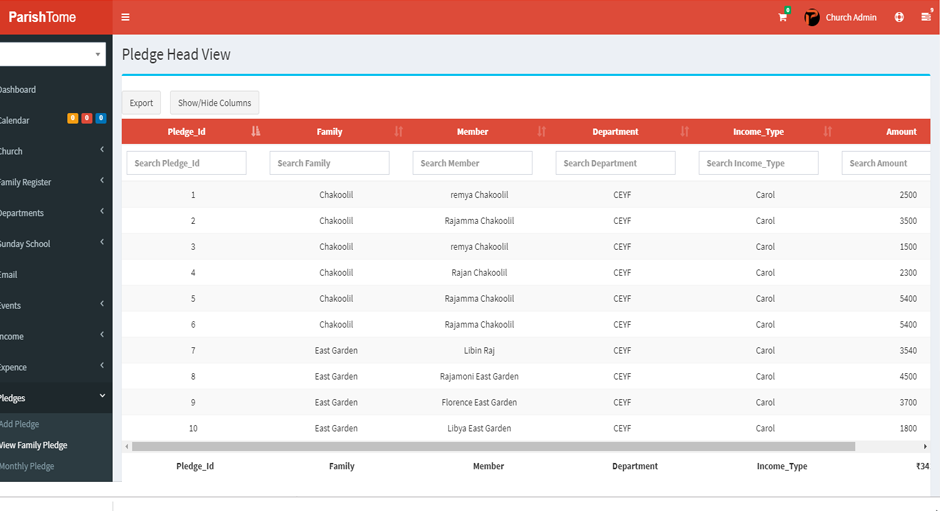 ParishTome
0
Church Admin
9
Pledge Head View
Dashboard
Export Show/Hide Columns
Calendar 0 0 0
Pledge_Id Family Member Department Income_Type Amount
Church
Search Pledge_Id Search Family Search Member Search Department Search Income_Type Search Amount
Family Register
1 Chakoolil remya Chakoolil CEYF Carol 2500
Departments
2 Chakoolil Rajamma Chakoolil CEYF Carol 3500
Sunday School
3 Chakoolil remya Chakoolil CEYF Carol 1500
Email
4 Chakoolil Rajan Chakoolil CEYF Carol 2300
Events
5 Chakoolil Rajamma Chakoolil CEYF Carol 5400
Income
6 Chakoolil Rajamma Chakoolil CEYF Carol 5400
7 East Garden Libin Raj CEYF Carol 3540
Expence
8 East Garden Rajamoni East Garden CEYF Carol 4500
Pledges
9 East Garden Florence East Garden CEYF Carol 3700
Add Pledge
10 East Garden Libya East Garden CEYF Carol 1800
View Family Pledge
Monthly Pledge
Pledge_Id Family Member Department Income_Type ₹34